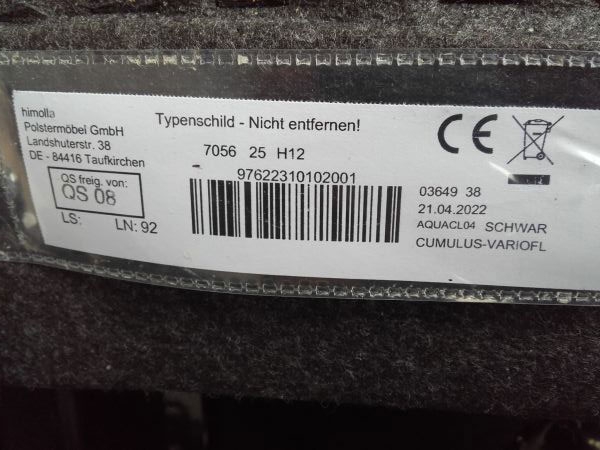 himolla
Polstermöbel GmbH
Landshuterstr. 38
DE - 84416 Taufkirchen
QS freig. von:
QS 08
LS: LN: 92
Typenschild - Nicht entfernen!
7056 25 H12
97622310102001
CE
03649 38
21.04.2022
AQUACL04 SCHWAR
CUMULUS-VARIOFL